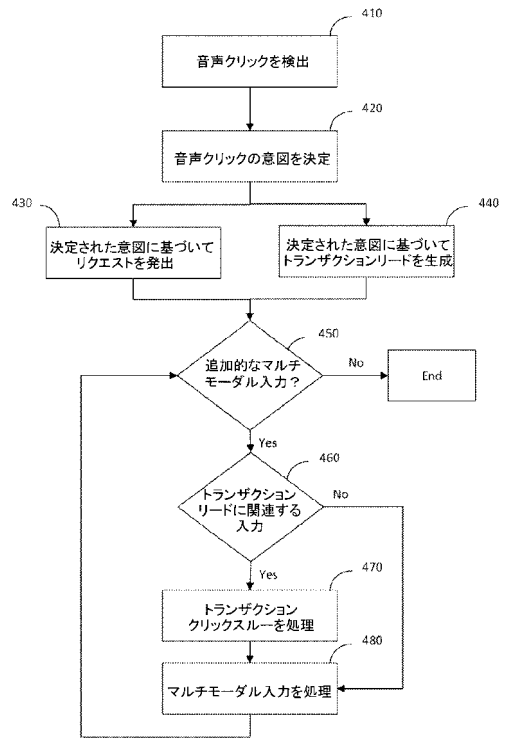 410
音声クリックを検出
420
音声クリックの意図を決定
430
決定された意図に基づいて
リクエストを発出
440
決定された意図に基づいて
トランザクションリードを生成
450
追加的なマルチ
モーダル入力？
No
End
Yes
460
トランザクション
リードに関連する
入力
No
Yes
470
トランザクション
クリックスルーを処理
480
マルチモーダル入力を処理